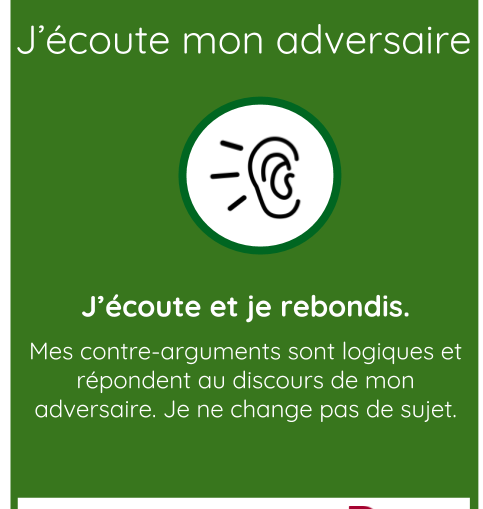 J’écoute mon adversaire
J’écoute et je rebondis.
Mes contre-arguments sont logiques et
répondent au discours de mon
adversaire. Je ne change pas de sujet.